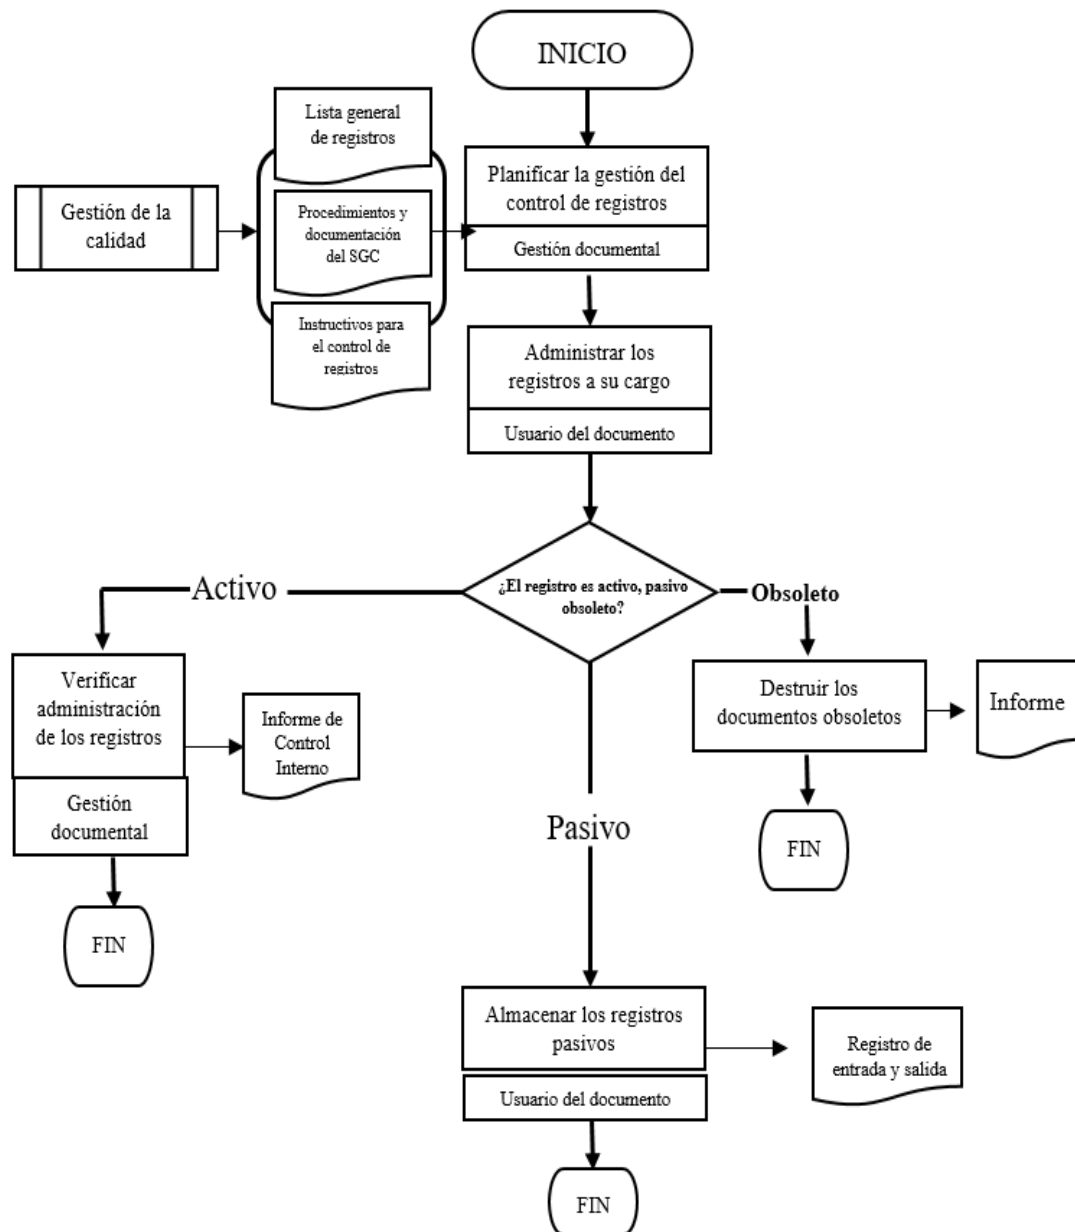 INICIO
Lista general
de registros
Planificar la gestión del
control de registros
Gestión de la
calidad
Procedimientos y
documentación
del SGC
Gestión documental
Instructivos para
el control de
registros
Administrar los
registros a su cargo
Usuario del documento
¿El registro es activo, pasivo
obsoleto?
Activo
Obsoleto
Verificar
administración
de los registros
Gestión
documental
Informe de
Control
Interno
Destruir los
documentos obsoletos
Informe
FIN
Pasivo
FIN
Almacenar los registros
pasivos
Usuario del documento
Registro de
entrada y salida
FIN